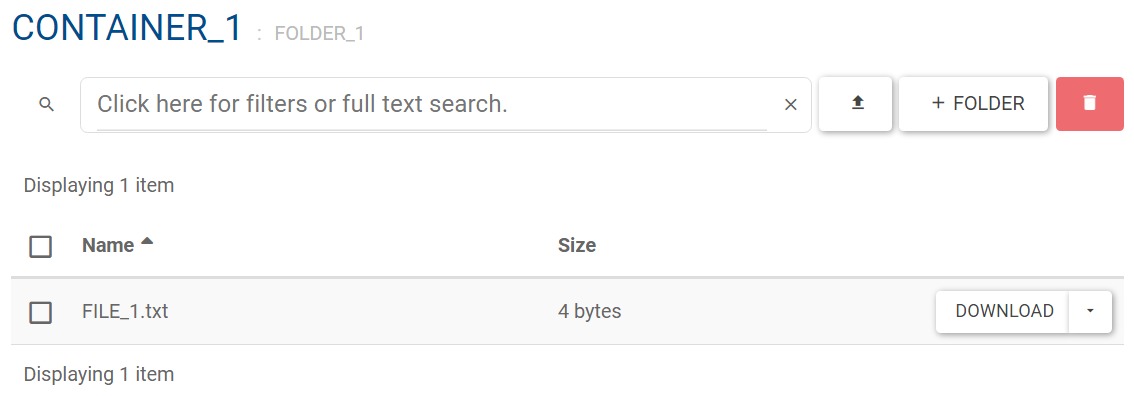 CONTAINER_1 : FOLDER_1
Click here for filters or full text search. × + FOLDER
Displaying 1 item
Name Size
FILE_1.txt 4 bytes DOWNLOAD
Displaying 1 item